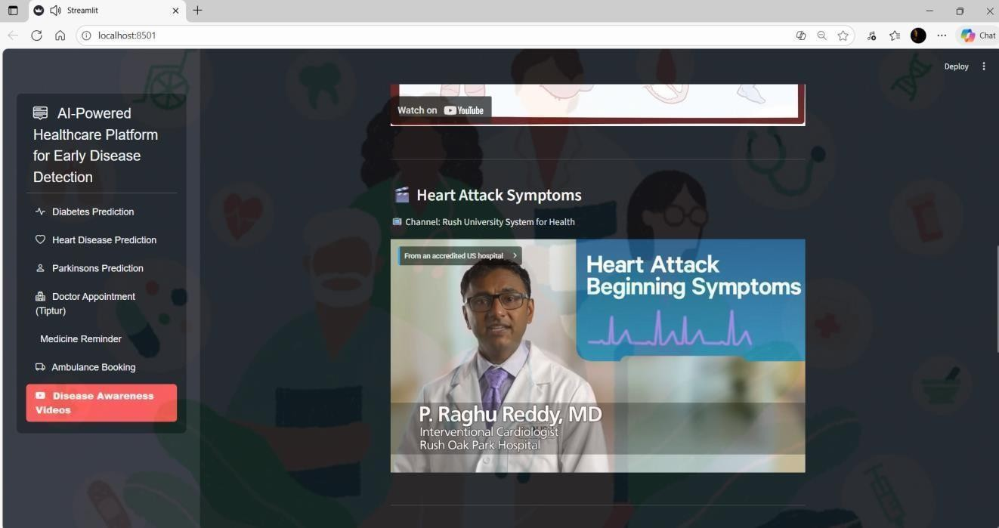 Streamlit
localhost:8501
Chat
Deploy
AI-Powered
Healthcare Platform
for Early Disease
Detection
Diabetes Prediction
Heart Disease Prediction
Parkinsons Prediction
Doctor Appointment
(Tiptur)
Medicine Reminder
Ambulance Booking
Disease Awareness
Videos
Watch on YouTube
Heart Attack Symptoms
Channel: Rush University System for Health
From an accredited US hospital
Heart Attack
Beginning Symptoms
P. Raghu Reddy, MD
Interventional Cardiologist
Rush Oak Park Hospital